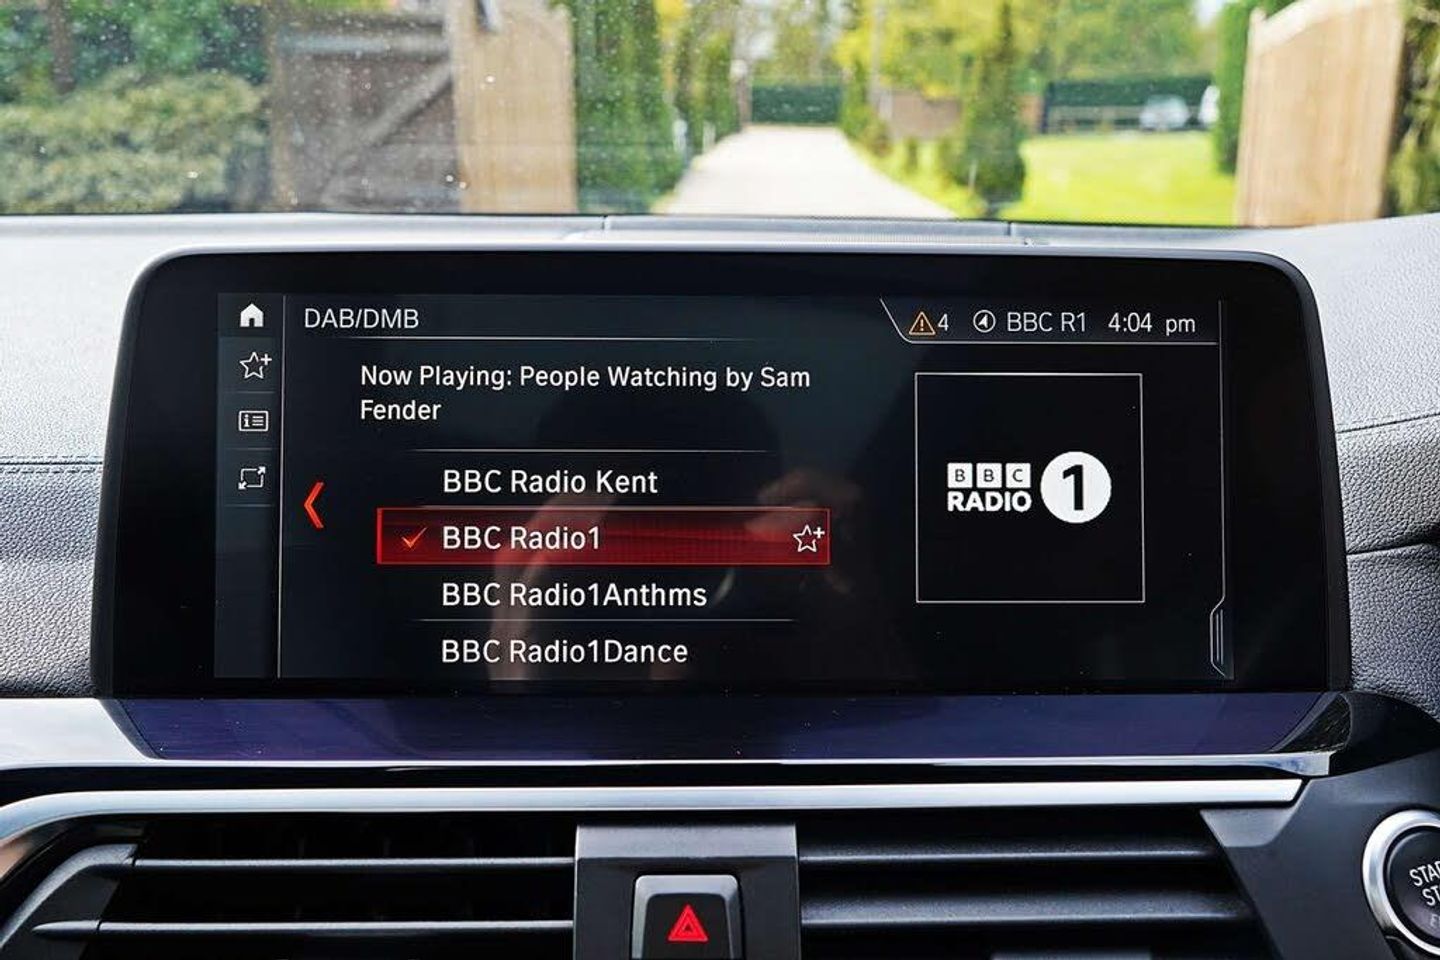 DAB/DMB
4 BBC R1 4:04 pm
Now Playing: People Watching by Sam
Fender
BBC Radio Kent
BBC Radio1
BBC Radio1Anthms
BBC Radio1Dance
BBC
RADIO 1